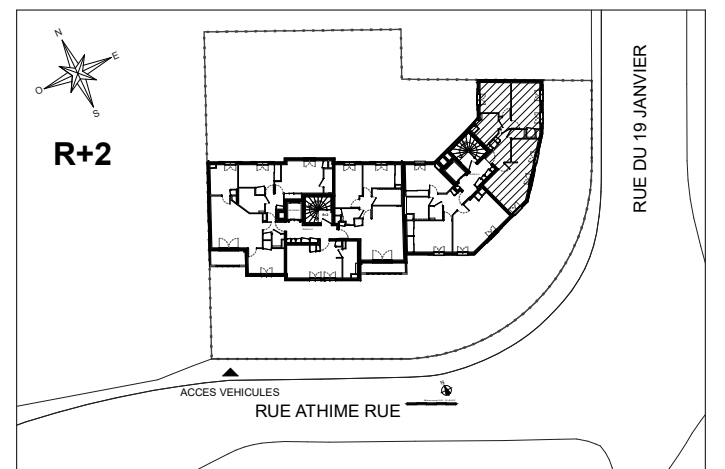 N
E
O
S
R+2
RUE DU 19 JANVIER
ACCES VEHICULES
N
RUE ATHIME RUE